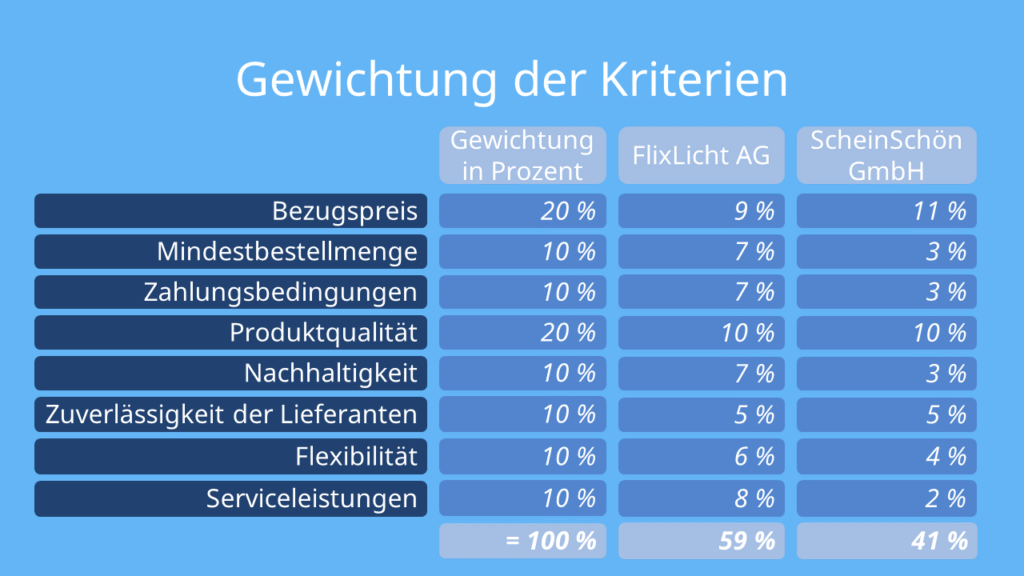 Gewichtung der Kriterien
Gewichtung in Prozent FlixLicht AG ScheinSchön GmbH
Bezugspreis 20 % 9 % 11 %
Mindestbestellmenge 10 % 7 % 3 %
Zahlungsbedingungen 10 % 7 % 3 %
Produktqualität 20 % 10 % 10 %
Nachhaltigkeit 10 % 7 % 3 %
Zuverlässigkeit der Lieferanten 10 % 5 % 5 %
Flexibilität 10 % 6 % 4 %
Serviceleistungen 10 % 8 % 2 %
= 100 % 59 % 41 %